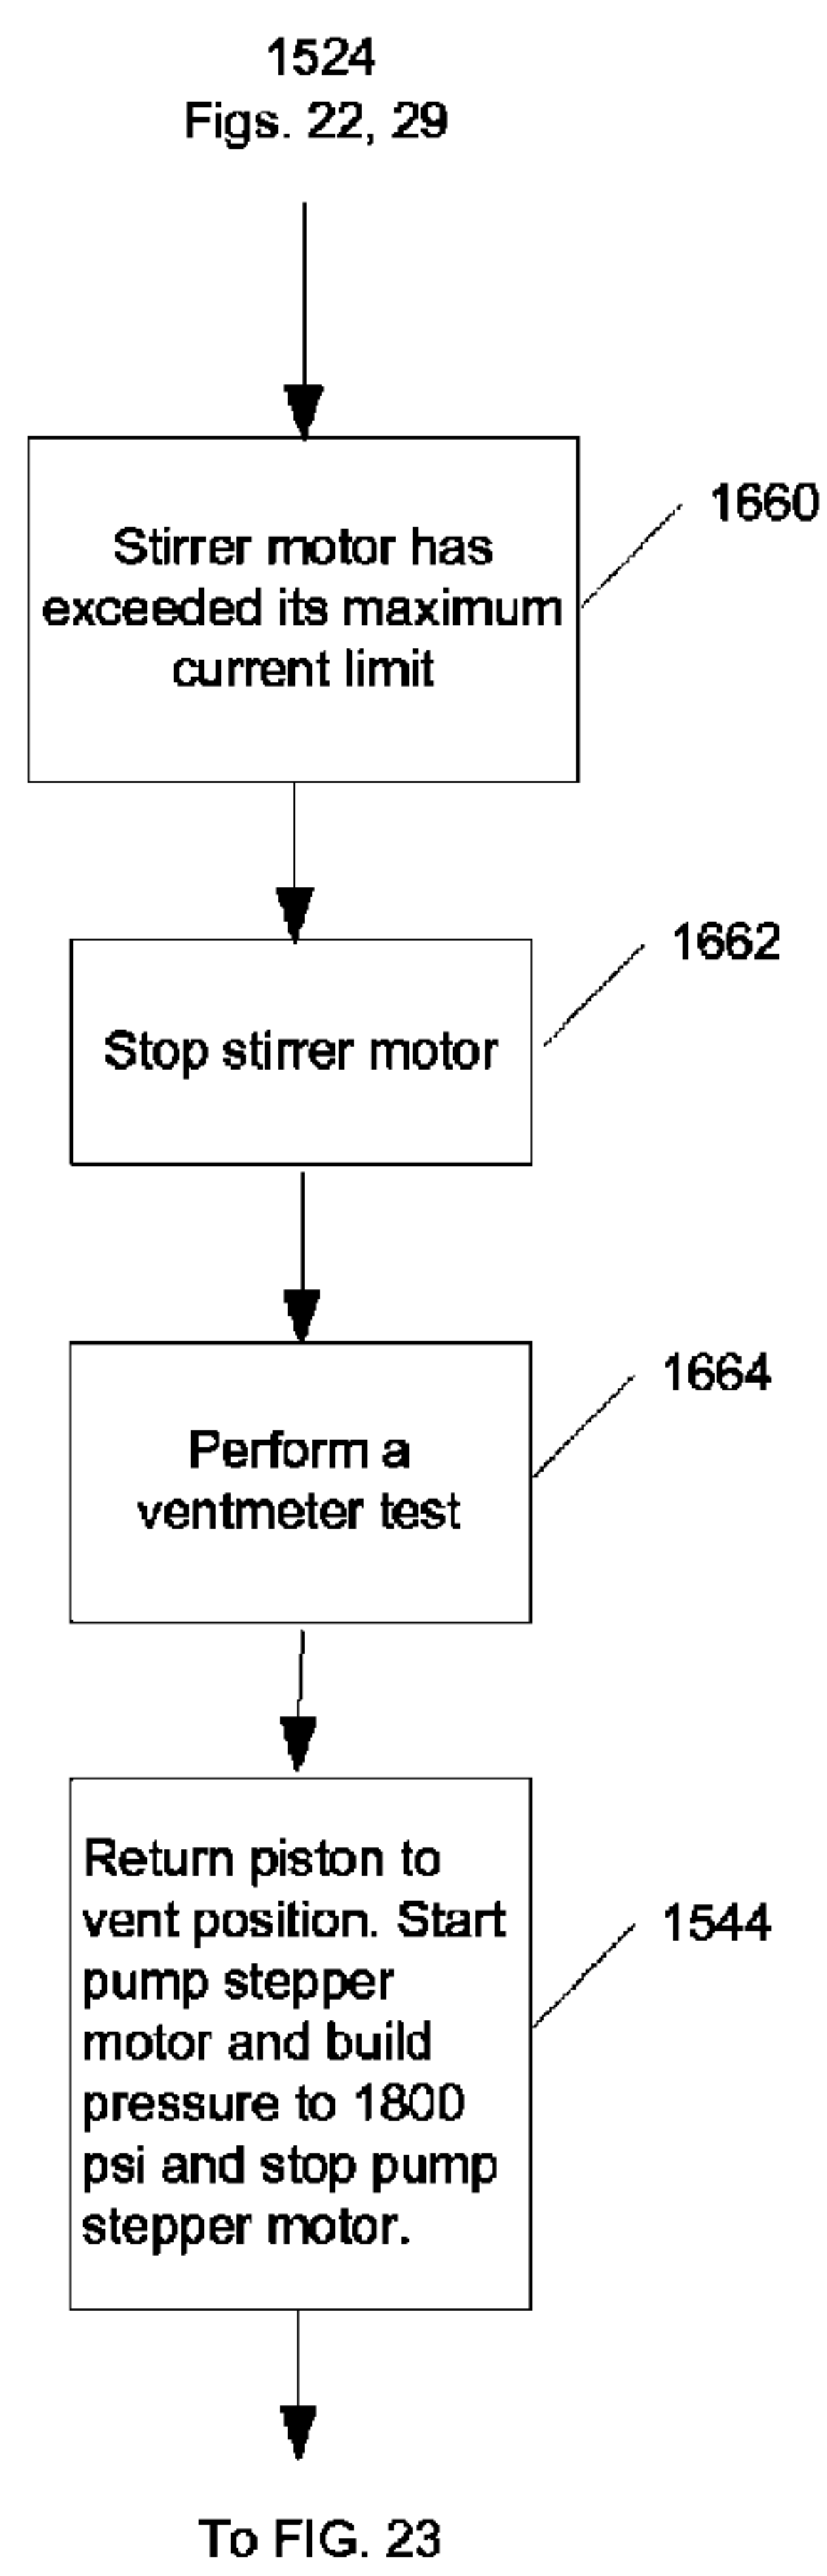 1524
Figs. 22, 29
Stirrer motor has
exceeded its maximum
current limit
1660
Stop stirrer motor
1662
Perform a
ventmeter test
1664
Return piston to
vent position. Start
pump stepper
motor and build
pressure to 1800
psi and stop pump
stepper motor.
1544
To FIG. 23